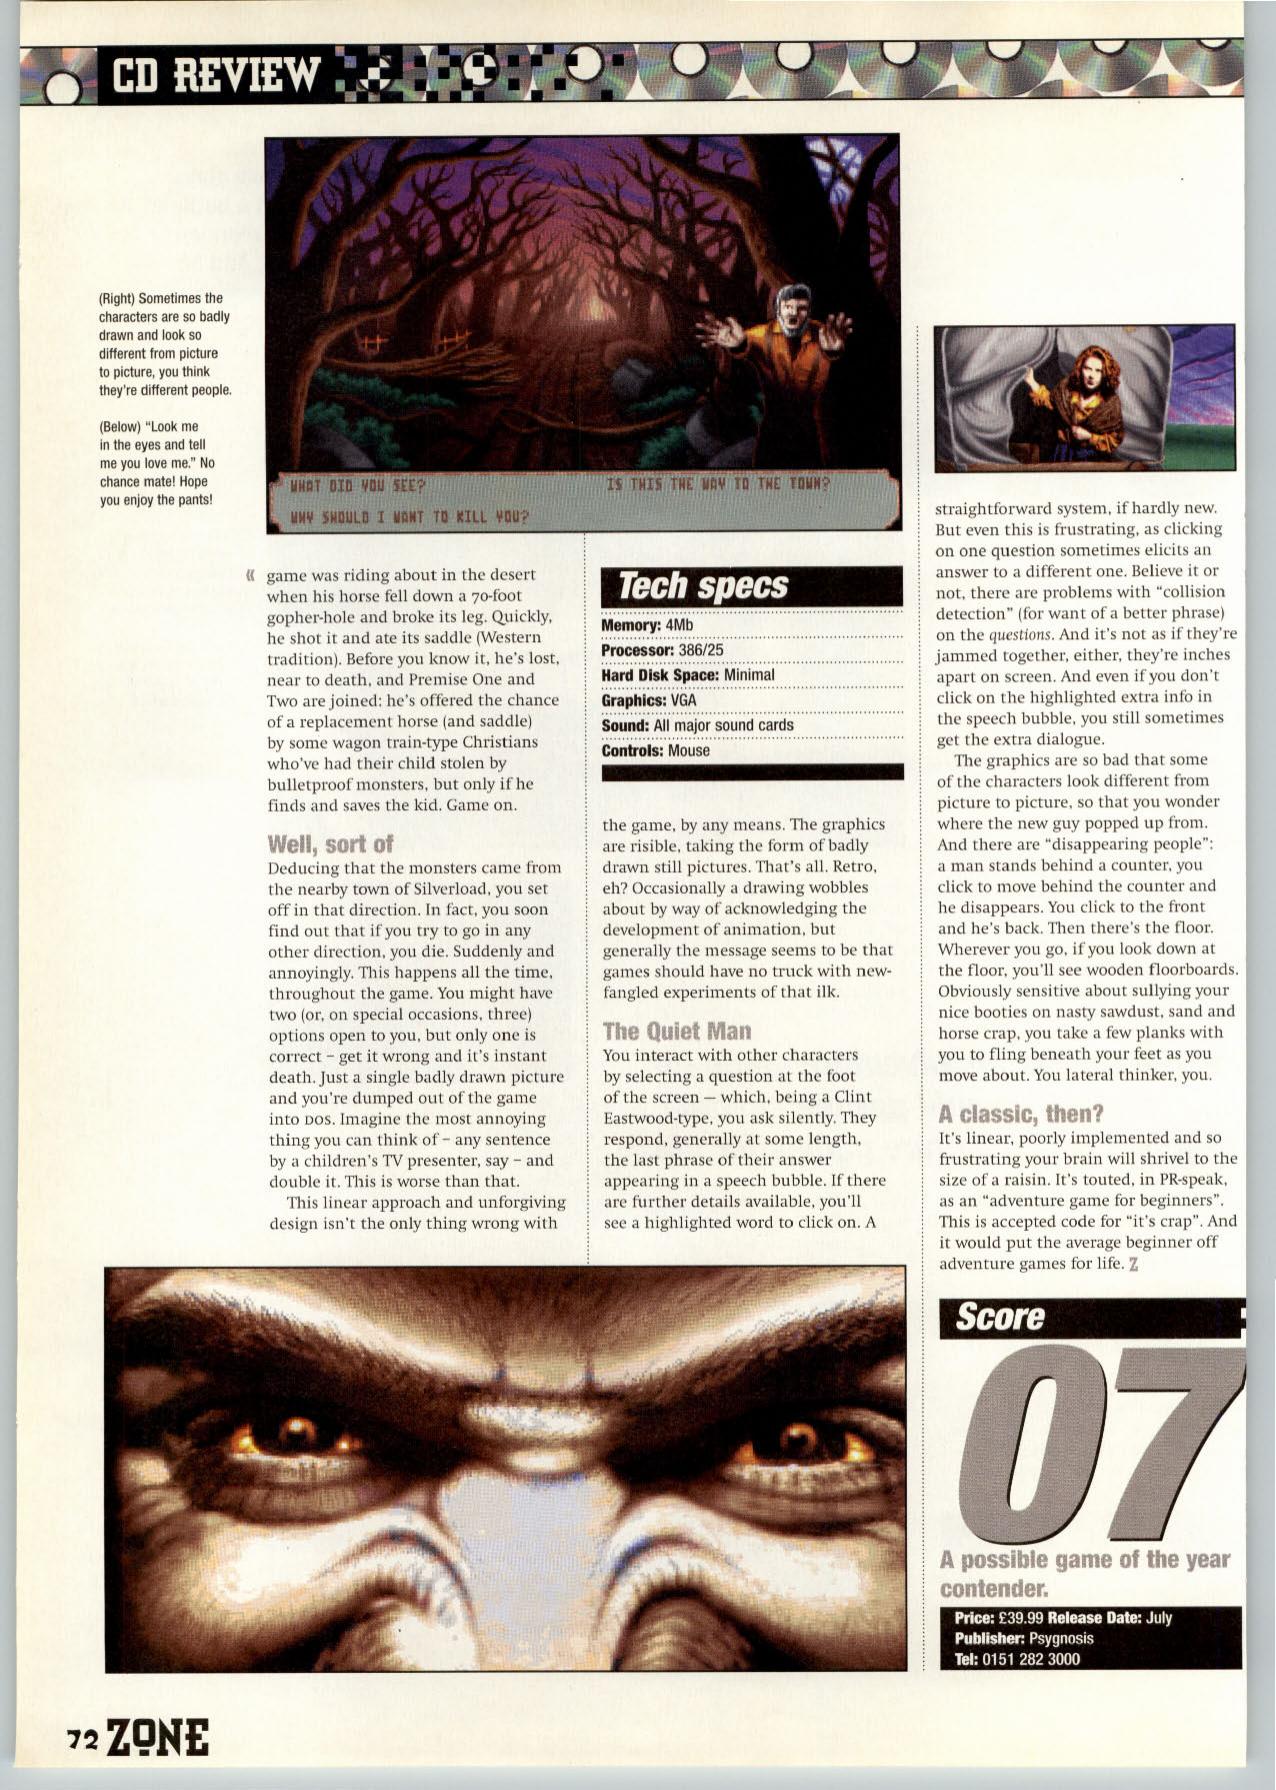 CD REVIEW
(Right) Sometimes the
characters are so badly
drawn and look so
different from picture
to picture, you think
they're different people.
(Below) "Look me
in the eyes and tell
me you love me." No
chance mate! Hope
you enjoy the pants!
WHAT DID YOU SEE? IS THIS THE WAY TO THE TOWN?
WHY SHOULD I WANT TO KILL YOU?
« game was riding about in the desert
when his horse fell down a 70-foot
gopher-hole and broke its leg. Quickly,
he shot it and ate its saddle (Western
tradition). Before you know it, he's lost,
near to death, and Premise One and
Two are joined: he's offered the chance
of a replacement horse (and saddle)
by some wagon train-type Christians
who've had their child stolen by
bulletproof monsters, but only if he
finds and saves the kid. Game on.
Well, sort of
Deducing that the monsters came from
the nearby town of Silverload, you set
off in that direction. In fact, you soon
find out that if you try to go in any
other direction, you die. Suddenly and
annoyingly. This happens all the time,
throughout the game. You might have
two (or, on special occasions, three)
options open to you, but only one is
correct – get it wrong and it's instant
death. Just a single badly drawn picture
and you're dumped out of the game
into DOS. Imagine the most annoying
thing you can think of – any sentence
by a children's TV presenter, say – and
double it. This is worse than that.
This linear approach and unforgiving
design isn't the only thing wrong with
Tech specs
Memory: 4Mb
Processor: 386/25
Hard Disk Space: Minimal
Graphics: VGA
Sound: All major sound cards
Controls: Mouse
the game, by any means. The graphics
are risible, taking the form of badly
drawn still pictures. That's all. Retro,
eh? Occasionally a drawing wobbles
about by way of acknowledging the
development of animation, but
generally the message seems to be that
games should have no truck with new-
fangled experiments of that ilk.
The Quiet Man
You interact with other characters
by selecting a question at the foot
of the screen — which, being a Clint
Eastwood-type, you ask silently. They
respond, generally at some length,
the last phrase of their answer
appearing in a speech bubble. If there
are further details available, you'll
see a highlighted word to click on. A
straightforward system, if hardly new.
But even this is frustrating, as clicking
on one question sometimes elicits an
answer to a different one. Believe it or
not, there are problems with "collision
detection" (for want of a better phrase)
on the questions. And it's not as if they're
jammed together, either, they're inches
apart on screen. And even if you don't
click on the highlighted extra info in
the speech bubble, you still sometimes
get the extra dialogue.
The graphics are so bad that some
of the characters look different from
picture to picture, so that you wonder
where the new guy popped up from.
And there are "disappearing people":
a man stands behind a counter, you
click to move behind the counter and
he disappears. You click to the front
and he's back. Then there's the floor.
Wherever you go, if you look down at
the floor, you'll see wooden floorboards.
Obviously sensitive about sullying your
nice booties on nasty sawdust, sand and
horse crap, you take a few planks with
you to fling beneath your feet as you
move about. You lateral thinker, you.
A classic, then?
It's linear, poorly implemented and so
frustrating your brain will shrivel to the
size of a raisin. It's touted, in PR-speak,
as an "adventure game for beginners".
This is accepted code for "it's crap". And
it would put the average beginner off
adventure games for life. Z
Score
07
A possible game of the year
contender.
Price: £39.99 Release Date: July
Publisher: Psygnosis
Tel: 0151 282 3000
72 ZONE